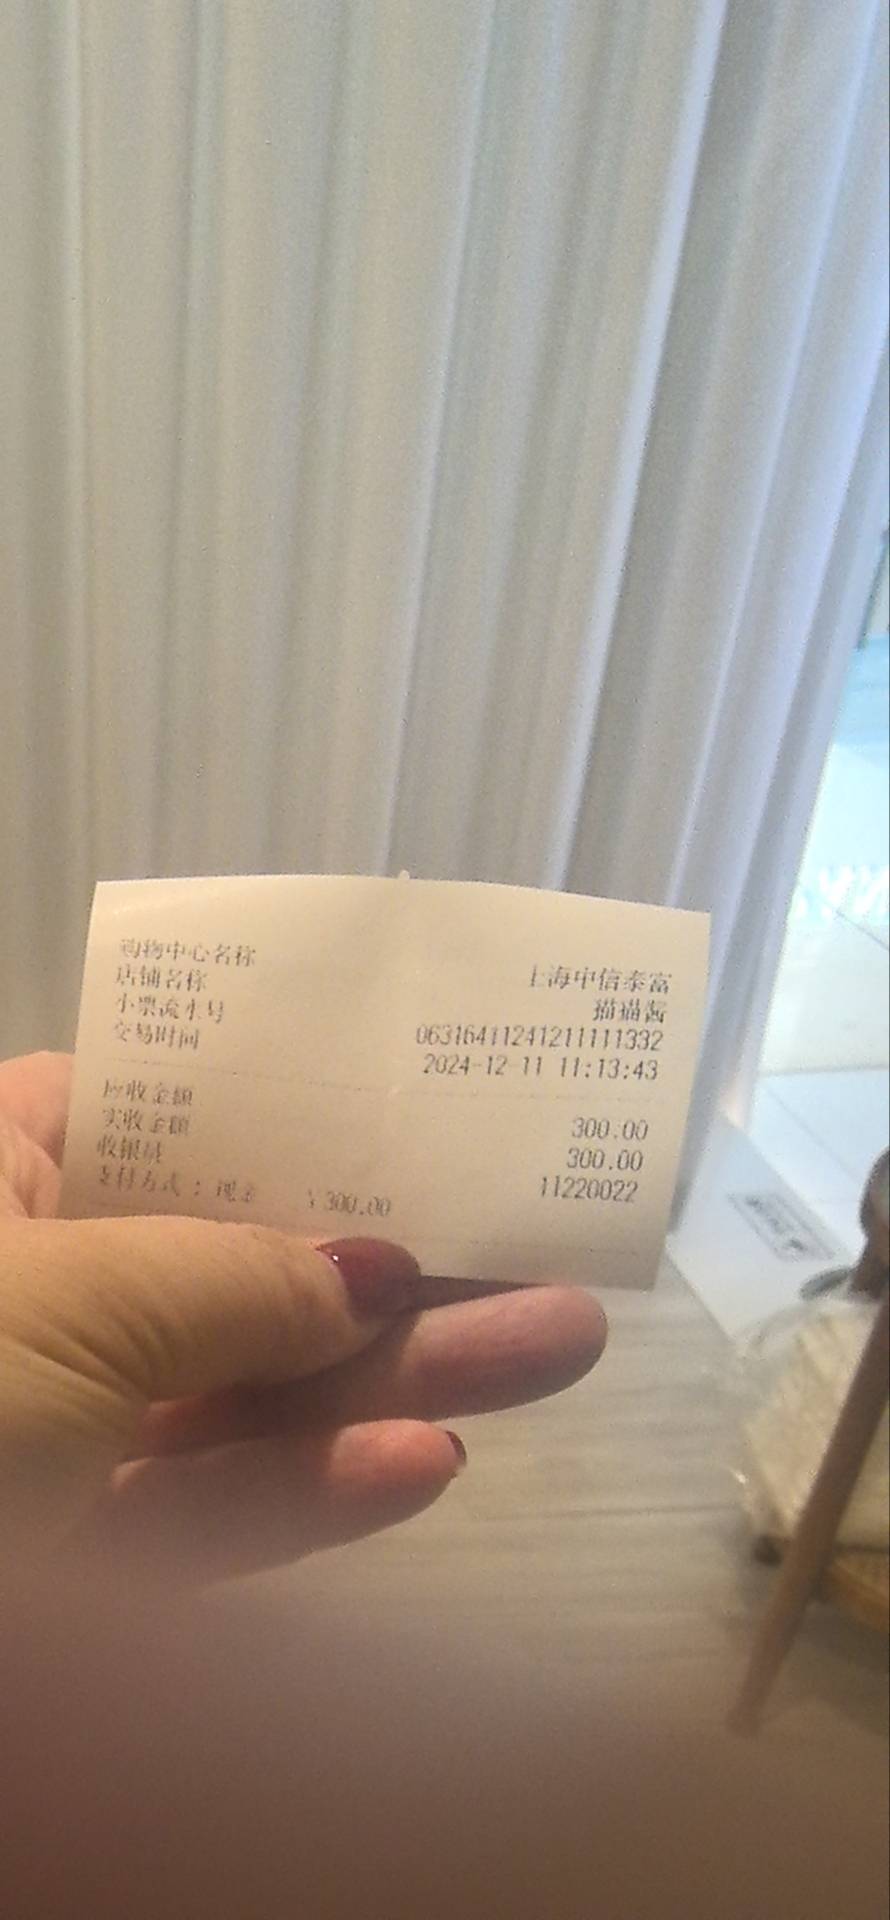 购物中心名称 上海中信泰富
店铺名称 猫猫酱
小票流水号 063164112412111111332
交易时间 2024-12-11 11:13:43
应收金额 300.00
实收金额 300.00
收银员 11220022
支付方式：现金 ¥300.00